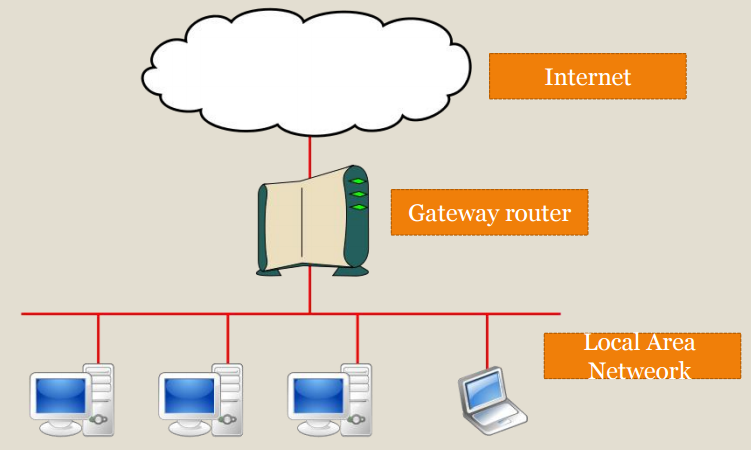 Internet
Gateway router
Local Area
Netweork